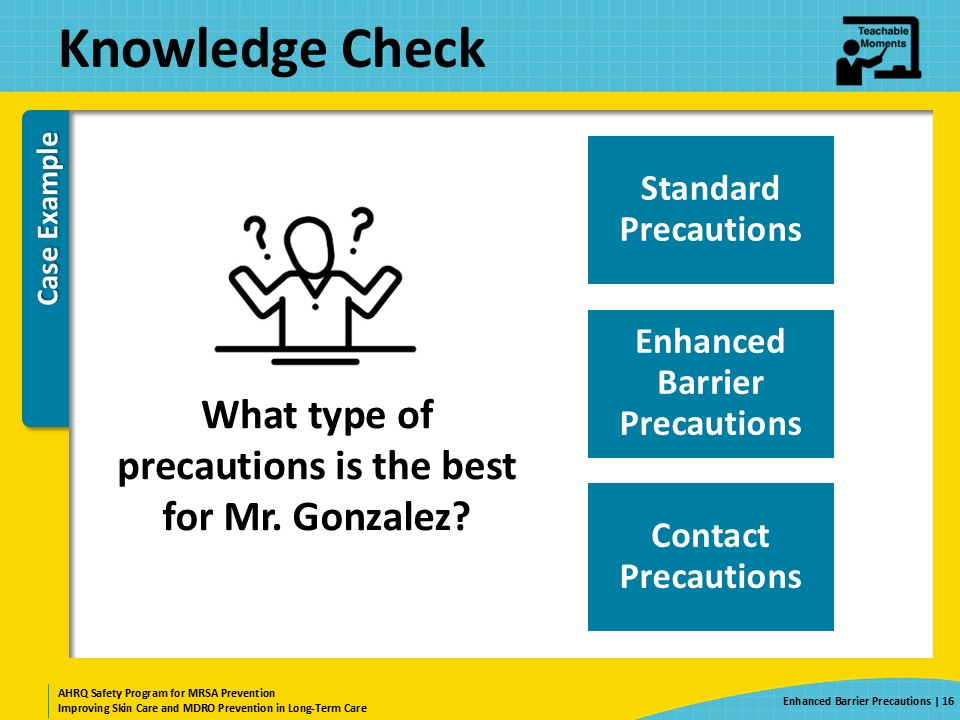 Knowledge Check
Teachable
Moments
Case Example
What type of
precautions is the best
for Mr. Gonzalez?
Standard
Precautions
Enhanced
Barrier
Precautions
Contact
Precautions
AHRQ Safety Program for MRSA Prevention
Improving Skin Care and MDRO Prevention in Long-Term Care
Enhanced Barrier Precautions | 16